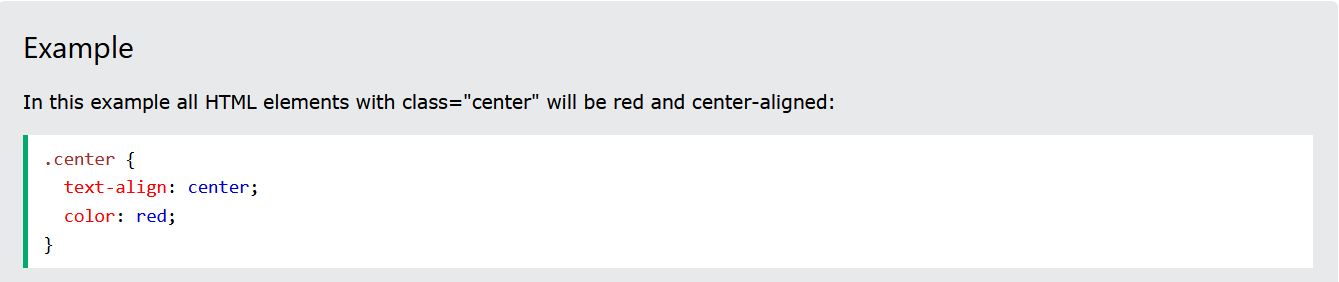 Example
In this example all HTML elements with class="center" will be red and center-aligned:
.center {
  text-align: center;
  color: red;
}